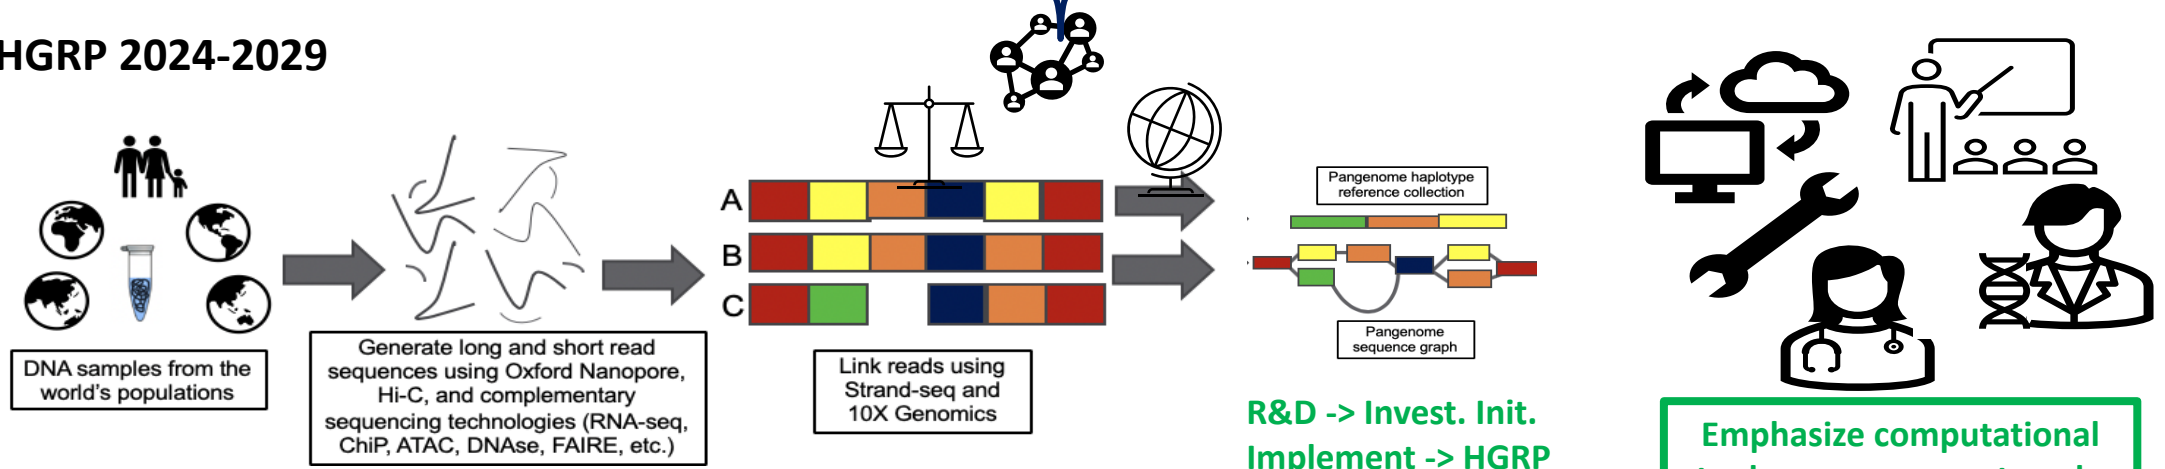 HGRP 2024-2029
DNA samples from the
world's populations
Generate long and short read
sequences using Oxford Nanopore,
Hi-C, and complementary
sequencing technologies (RNA-seq,
ChiP, ATAC, DNAse, FAIRE, etc.)
A
B
C
Link reads using
Strand-seq and
10X Genomics
Pangenome haplotype
reference collection
Pangenome
sequence graph
R&D -> Invest. Init.
Implement -> HGRP
Emphasize computational